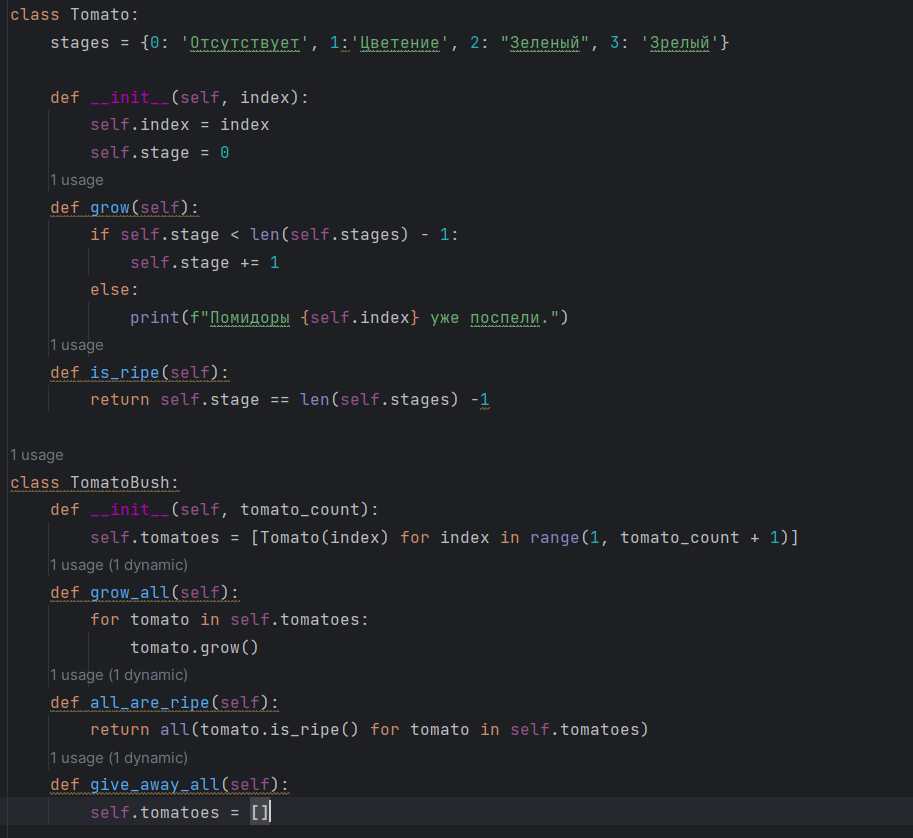 class Tomato:
    stages = {0: 'Отсутствует', 1:'Цветение', 2: "Зеленый", 3: 'Зрелый'}
    def __init__(self, index):
        self.index = index
        self.stage = 0
    1 usage
    def grow(self):
        if self.stage < len(self.stages) - 1:
            self.stage += 1
        else:
            print(f"Помидоры {self.index} уже поспели.")
    1 usage
    def is_ripe(self):
        return self.stage == len(self.stages) -1
1 usage
class TomatoBush:
    def __init__(self, tomato_count):
        self.tomatoes = [Tomato(index) for index in range(1, tomato_count + 1)]
    1 usage (1 dynamic)
    def grow_all(self):
        for tomato in self.tomatoes:
            tomato.grow()
    1 usage (1 dynamic)
    def all_are_ripe(self):
        return all(tomato.is_ripe() for tomato in self.tomatoes)
    1 usage (1 dynamic)
    def give_away_all(self):
        self.tomatoes = []